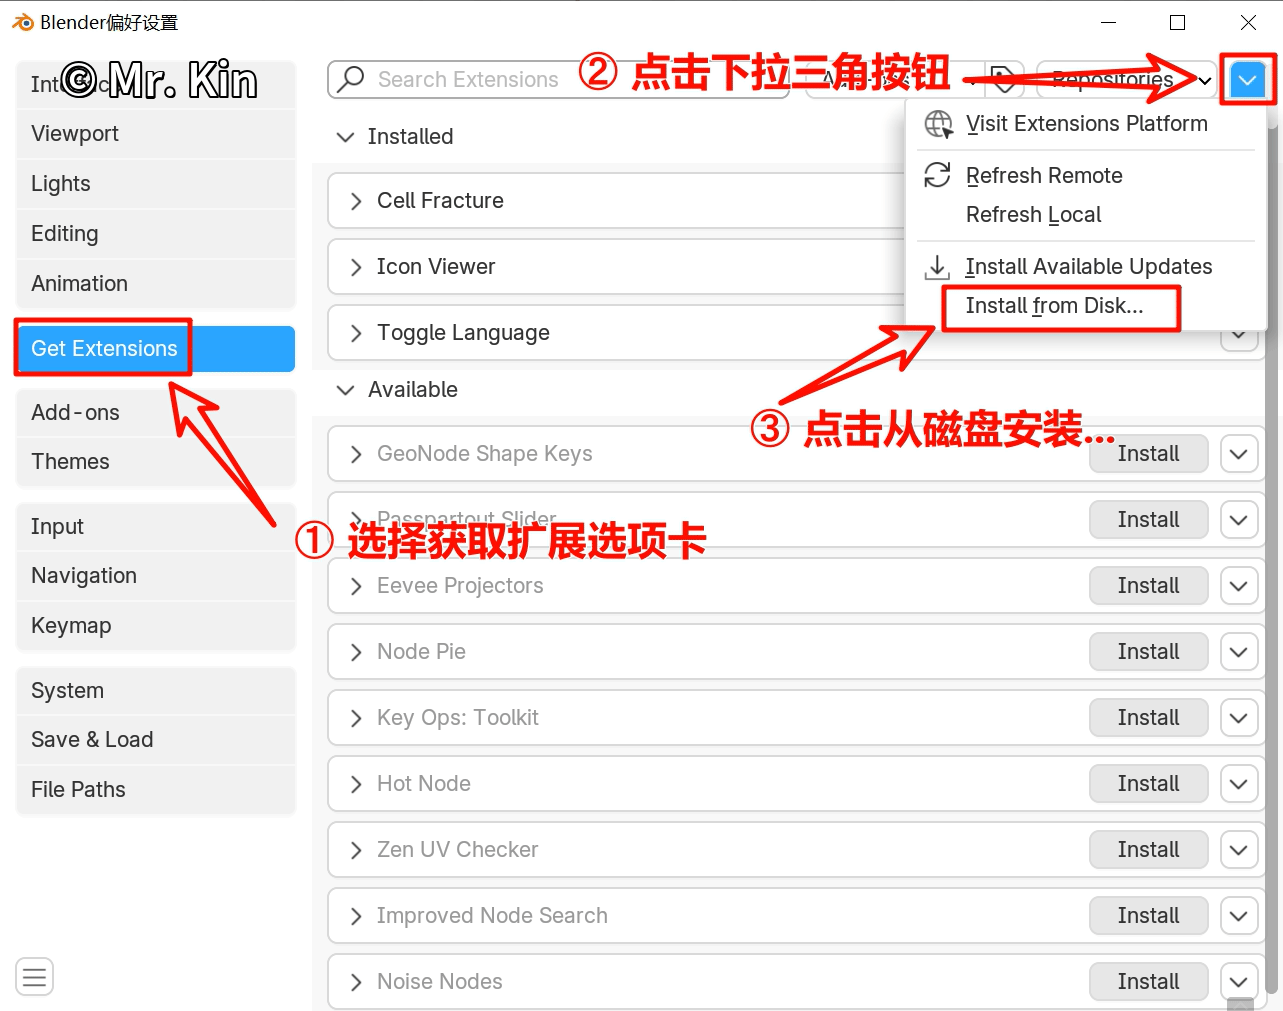 Blender偏好设置
© Mr. Kin
Viewport
Lights
Editing
Animation
Get Extensions
Add-ons
Themes
Input
Navigation
Keymap
System
Save & Load
File Paths
Search Extensions
② 点击下拉三角按钮
Repositories
Visit Extensions Platform
Refresh Remote
Refresh Local
Install Available Updates
Install from Disk...
Installed
Cell Fracture
Icon Viewer
Toggle Language
Available
③ 点击从磁盘安装...
GeoNode Shape Keys
Install
Passpartout Slider
Install
① 选择获取扩展选项卡
Eevee Projectors
Install
Node Pie
Install
Key Ops: Toolkit
Install
Hot Node
Install
Zen UV Checker
Install
Improved Node Search
Install
Noise Nodes
Install